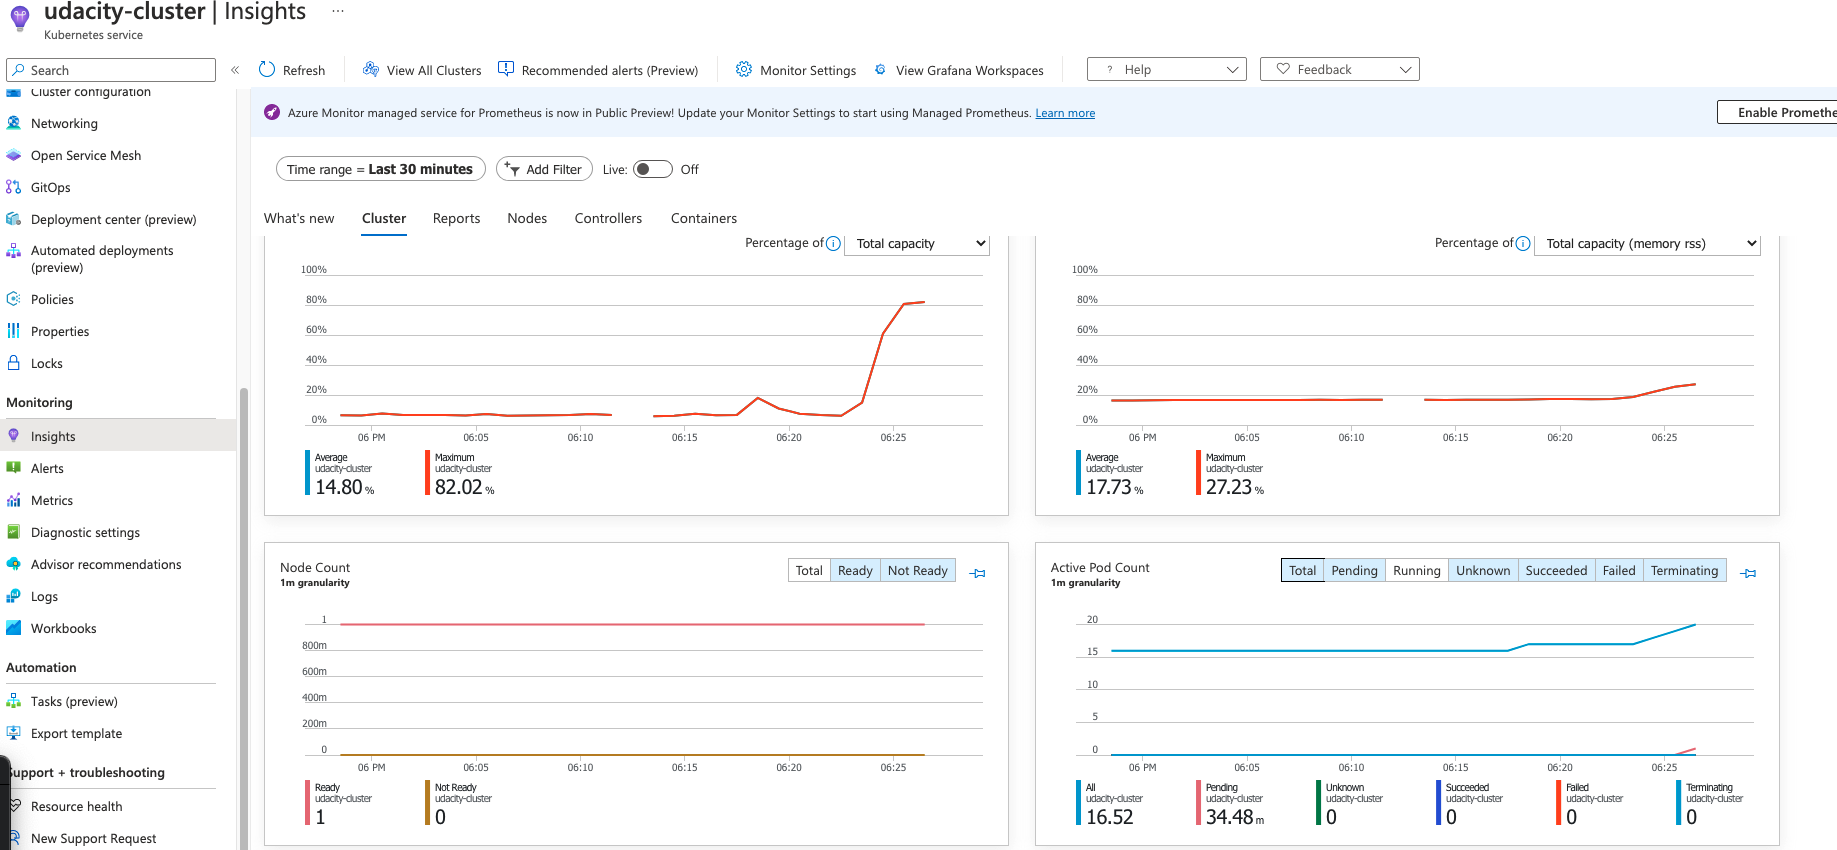 udacity-cluster | Insights ...
Kubernetes service
Search
«
Refresh
View All Clusters
Recommended alerts (Preview)
Monitor Settings
View Grafana Workspaces
? Help
Feedback
Cluster configuration
Networking
Open Service Mesh
GitOps
Deployment center (preview)
Automated deployments
(preview)
Policies
Properties
Locks
Monitoring
Insights
Alerts
Metrics
Diagnostic settings
Advisor recommendations
Logs
Workbooks
Automation
Tasks (preview)
Export template
Support + troubleshooting
Resource health
New Support Request
Azure Monitor managed service for Prometheus is now in Public Preview! Update your Monitor Settings to start using Managed Prometheus. Learn more
Enable Promethe
Time range = Last 30 minutes
Add Filter
Live: Off
What's new Cluster Reports Nodes Controllers Containers
Percentage of Total capacity
100%
80%
60%
40%
20%
0%
06 PM 06:05 06:10 06:15 06:20 06:25
Average
udacity-cluster
14.80 %
Maximum
udacity-cluster
82.02 %
Percentage of Total capacity (memory rss)
100%
80%
60%
40%
20%
0%
06 PM 06:05 06:10 06:15 06:20 06:25
Average
udacity-cluster
17.73 %
Maximum
udacity-cluster
27.23 %
Node Count
1m granularity
Total Ready Not Ready
1
800m
600m
400m
200m
0
06 PM 06:05 06:10 06:15 06:20 06:25
Ready
udacity-cluster
1
Not Ready
udacity-cluster
0
Active Pod Count
1m granularity
Total Pending Running Unknown Succeeded Failed Terminating
20
15
10
5
0
06 PM 06:05 06:10 06:15 06:20 06:25
All
udacity-cluster
16.52
Pending
udacity-cluster
34.48 m
Unknown
udacity-cluster
0
Succeeded
udacity-cluster
0
Failed
udacity-cluster
0
Terminating
udacity-cluster
0